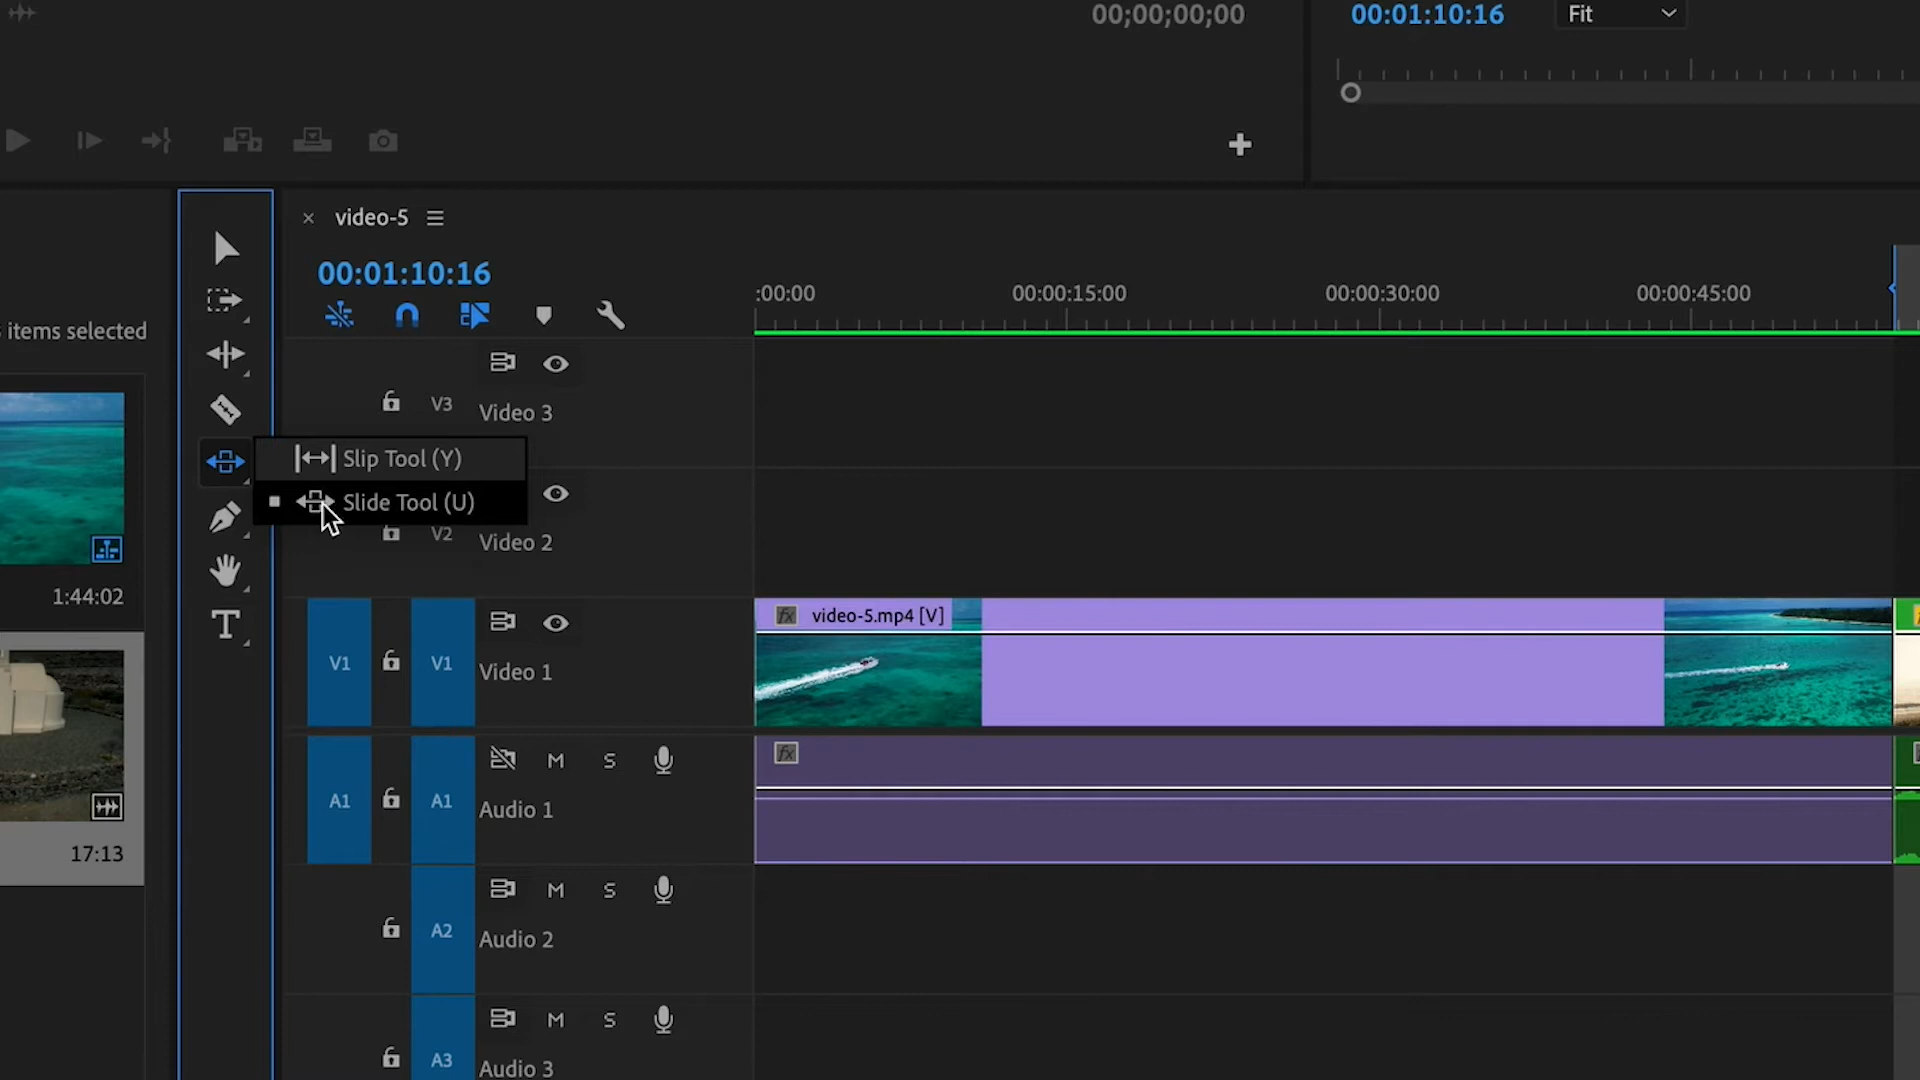 00;00;00;00
00:01:10:16
Fit
video-5
00:01:10:16
:00:00
00:00:15:00
00:00:30:00
00:00:45:00
items selected
V3
Video 3
Slip Tool (Y)
Slide Tool (U)
V2
Video 2
1:44:02
T
fx
video-5.mp4 [V]
V1
V1
Video 1
fx
M
S
A1
A1
Audio 1
17:13
M
S
A2
Audio 2
M
S
A3
Audio 3